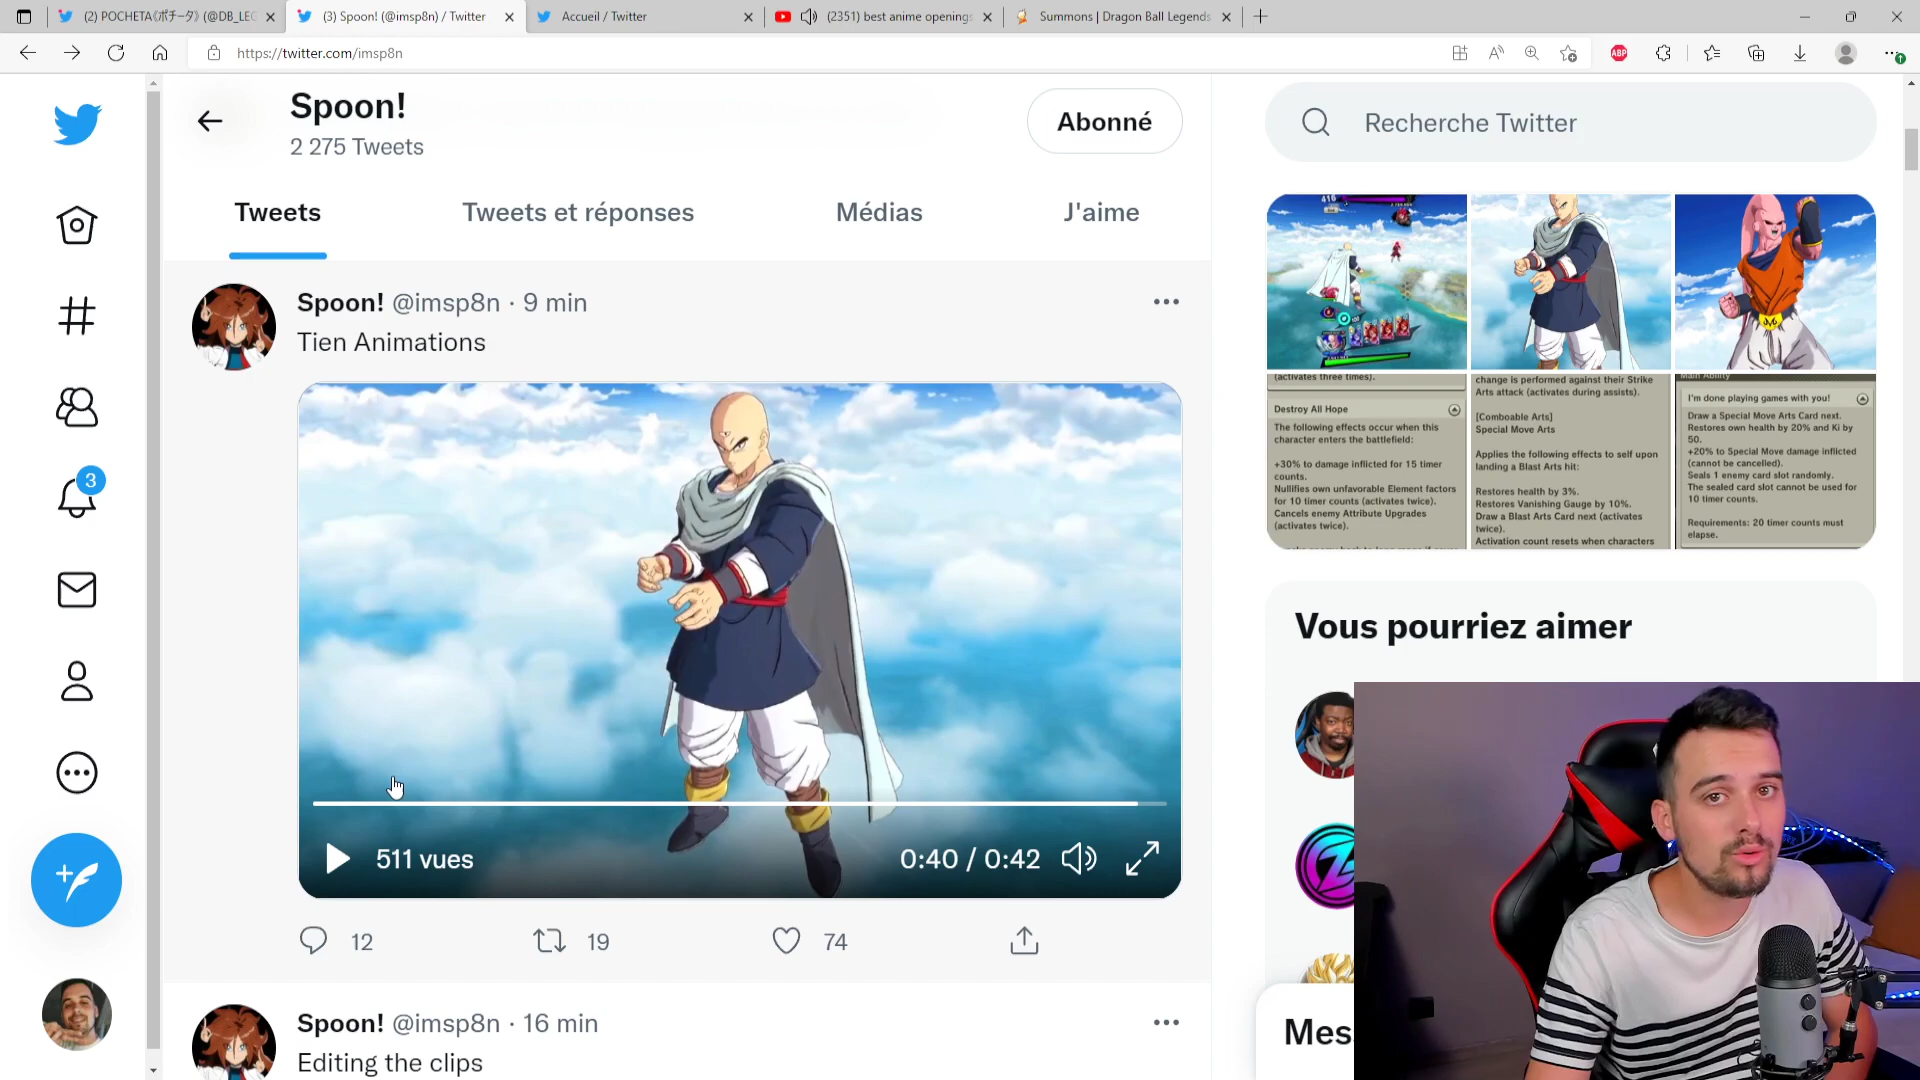 (2) POCHETA《ポチータ》 (@DB_LEG
(3) Spoon! (@imsp8n) / Twitter
Accueil / Twitter
(2351) best anime openings
Summons | Dragon Ball Legends
https://twitter.com/imsp8n
ABP
Spoon!
2 275 Tweets
Abonné
Recherche Twitter
Tweets
Tweets et réponses
Médias
J'aime
Spoon! @imsp8n · 9 min
Tien Animations
3
511 vues
0:40 / 0:42
12
19
74
Spoon! @imsp8n · 16 min
Editing the clips
416
(activates three times).
Destroy All Hope
The following effects occur when this
character enters the battlefield:
+30% to damage inflicted for 15 timer
counts.
Nullifies own unfavorable Element factors
for 10 timer counts (activates twice).
Cancels enemy Attribute Upgrades
(activates twice).
change is performed against their Strike
Arts attack (activates during assists).
[Comboable Arts]
Special Move Arts
Applies the following effects to self upon
landing a Blast Arts hit:
Restores health by 3%.
Restores Vanishing Gauge by 10%.
Draw a Blast Arts Card next (activates
twice).
Activation count resets when characters
Main Ability
I'm done playing games with you!
Draw a Special Move Arts Card next.
Restores own health by 20% and Ki by
50.
+20% to Special Move damage inflicted
(cannot be cancelled).
Seals 1 enemy card slot randomly.
The sealed card slot cannot be used for
10 timer counts.
Requirements: 20 timer counts must
elapse.
Vous pourriez aimer
Mes